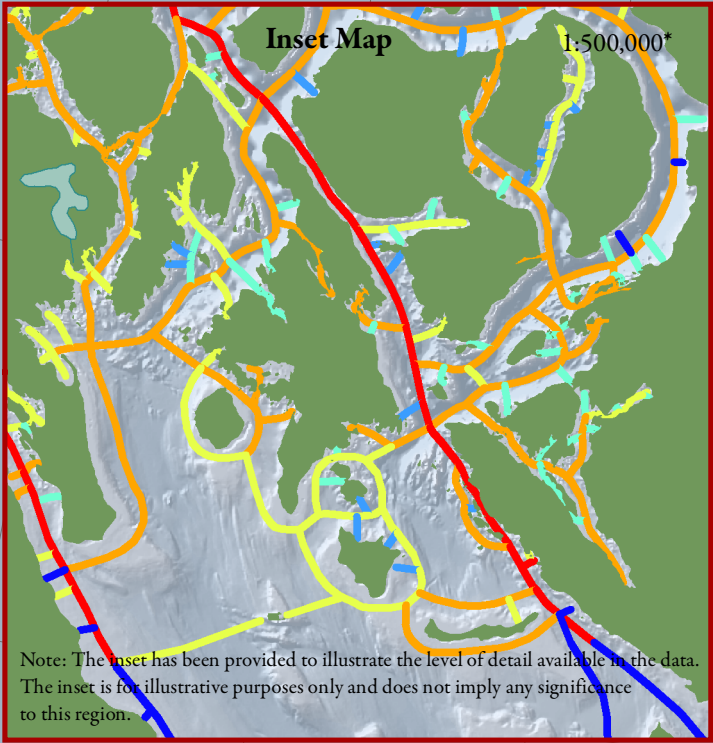 Inset Map
1:500,000*
Note: The inset has been provided to illustrate the level of detail available in the data.
The inset is for illustrative purposes only and does not imply any significance
to this region.